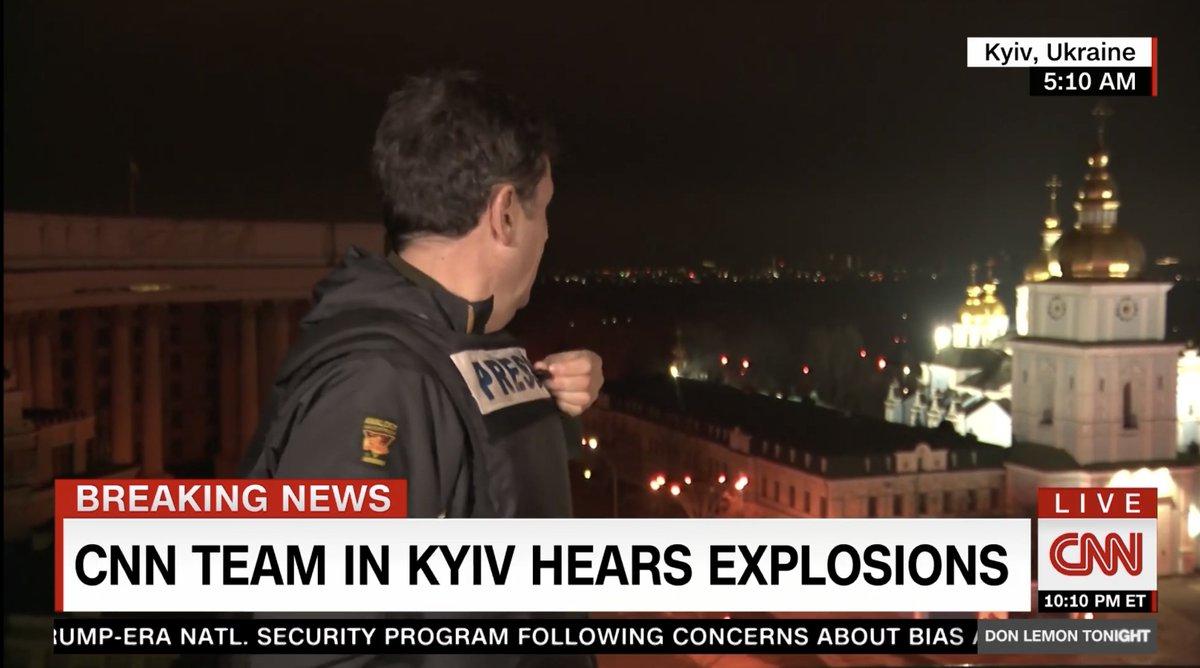 Kyiv, Ukraine
5:10 AM
PRESS
BREAKING NEWS
LIVE
CNN TEAM IN KYIV HEARS EXPLOSIONS
CNN
10:10 PM ET
RUMP-ERA NATL. SECURITY PROGRAM FOLLOWING CONCERNS ABOUT BIAS
DON LEMON TONIGHT